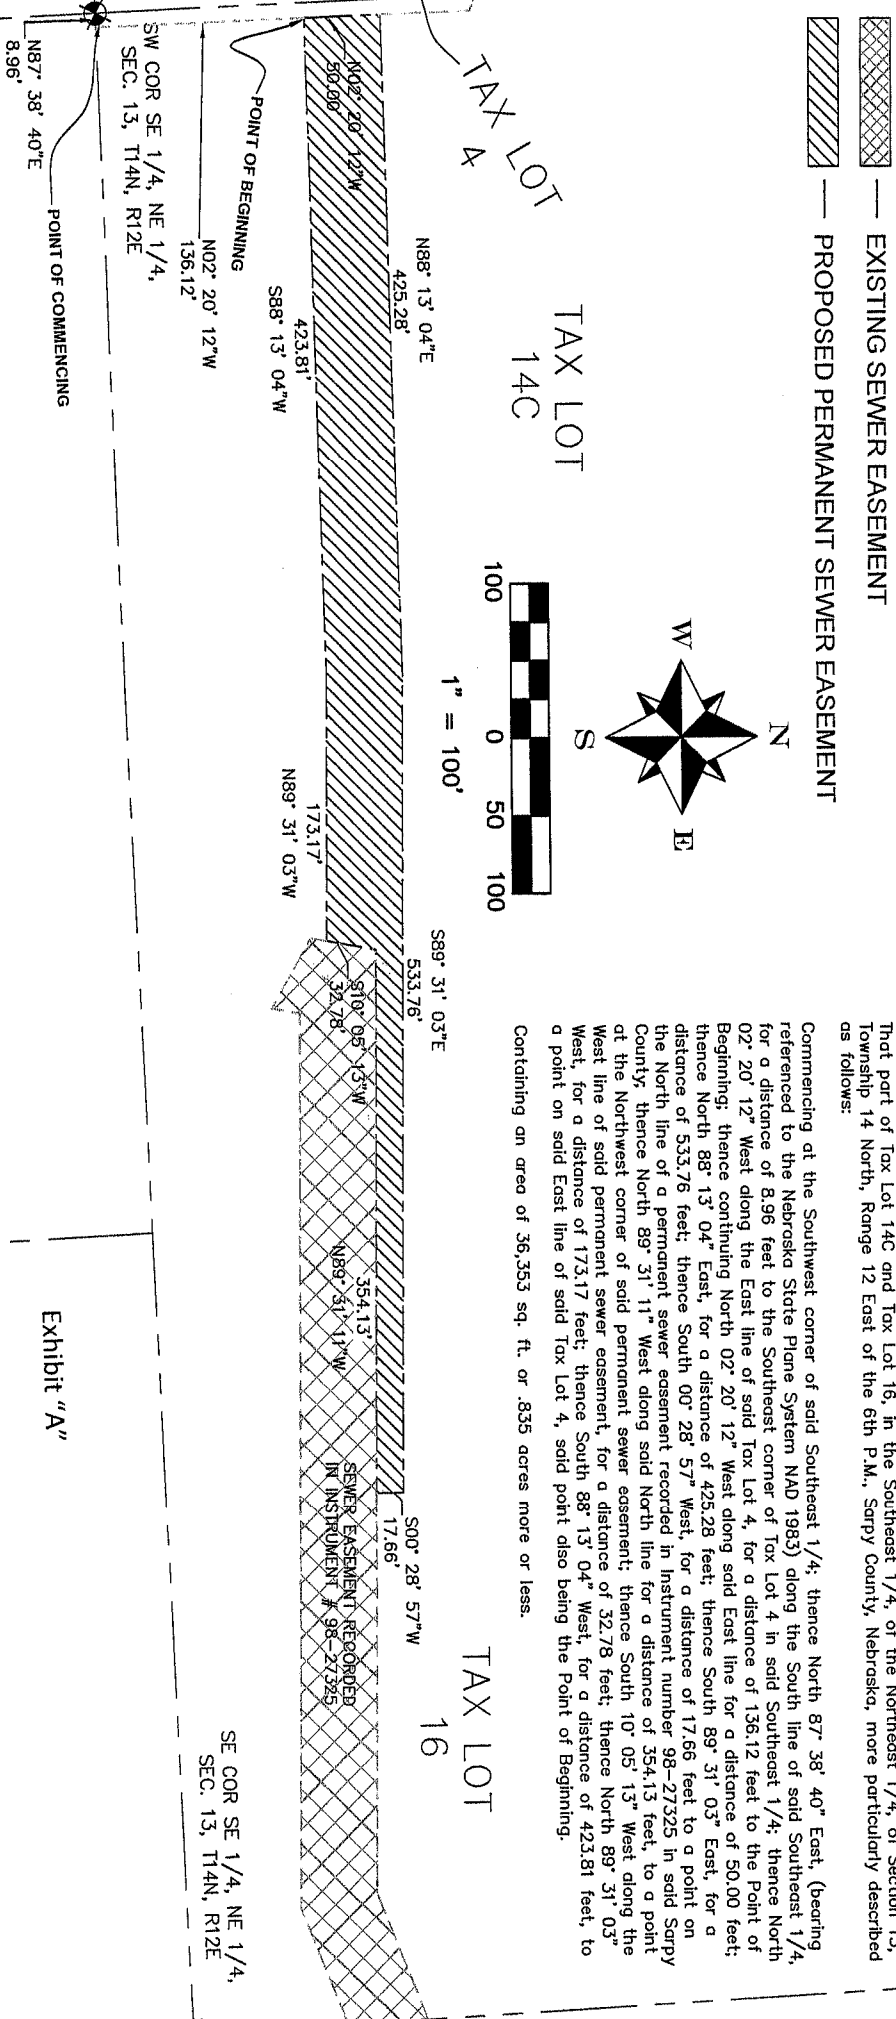 EXISTING SEWER EASEMENT
PROPOSED PERMANENT SEWER EASEMENT
N
W
E
S
100 0 50 100
1" = 100'
That part of Tax Lot 14C and Tax Lot 16, in the Southeast 1/4, of the Northeast 1/4, of Section 13,
Township 14 North, Range 12 East of the 6th P.M., Sarpy County, Nebraska, more particularly described
as follows:
Commencing at the Southwest corner of said Southeast 1/4; thence North 87° 38' 40" East, (bearing
referenced to the Nebraska State Plane System NAD 1983) along the South line of said Southeast 1/4,
for a distance of 8.96 feet to the Southeast corner of Tax Lot 4 in said Southeast 1/4; thence North
02° 20' 12" West along the East line of said Tax Lot 4, for a distance of 136.12 feet to the Point of
Beginning; thence continuing North 02° 20' 12" West along said East line for a distance of 50.00 feet;
thence North 88° 13' 04" East, for a distance of 425.28 feet; thence South 89° 31' 03" East, for a
distance of 533.76 feet; thence South 00° 28' 57" West, for a distance of 17.66 feet to a point on
the North line of a permanent sewer easement recorded in Instrument number 98-27325 in said Sarpy
County; thence North 89° 31' 11" West along said North line for a distance of 354.13 feet, to a point
at the Northwest corner of said permanent sewer easement; thence South 10° 05' 13" West along the
West line of said permanent sewer easement, for a distance of 32.78 feet; thence North 89° 31' 03"
West, for a distance of 173.17 feet; thence South 88° 13' 04" West, for a distance of 423.81 feet, to
a point on said East line of said Tax Lot 4, said point also being the Point of Beginning.
Containing an area of 36,353 sq. ft. or .835 acres more or less.
TAX LOT
4
TAX LOT
14C
TAX LOT
16
N88° 13' 04"E
425.28'
S89° 31' 03"E
533.76'
S00° 28' 57"W
17.66'
N02° 20' 12"W
50.00'
S10° 05' 13"W
32.78'
354.13'
N89° 31' 11"W
SEWER EASEMENT RECORDED
IN INSTRUMENT # 98-27325
423.81'
S88° 13' 04"W
173.17'
N89° 31' 03"W
POINT OF BEGINNING
N02° 20' 12"W
136.12'
SW COR SE 1/4, NE 1/4,
SEC. 13, T14N, R12E
POINT OF COMMENCING
N87° 38' 40"E
8.96'
SE COR SE 1/4, NE 1/4,
SEC. 13, T14N, R12E
Exhibit "A"